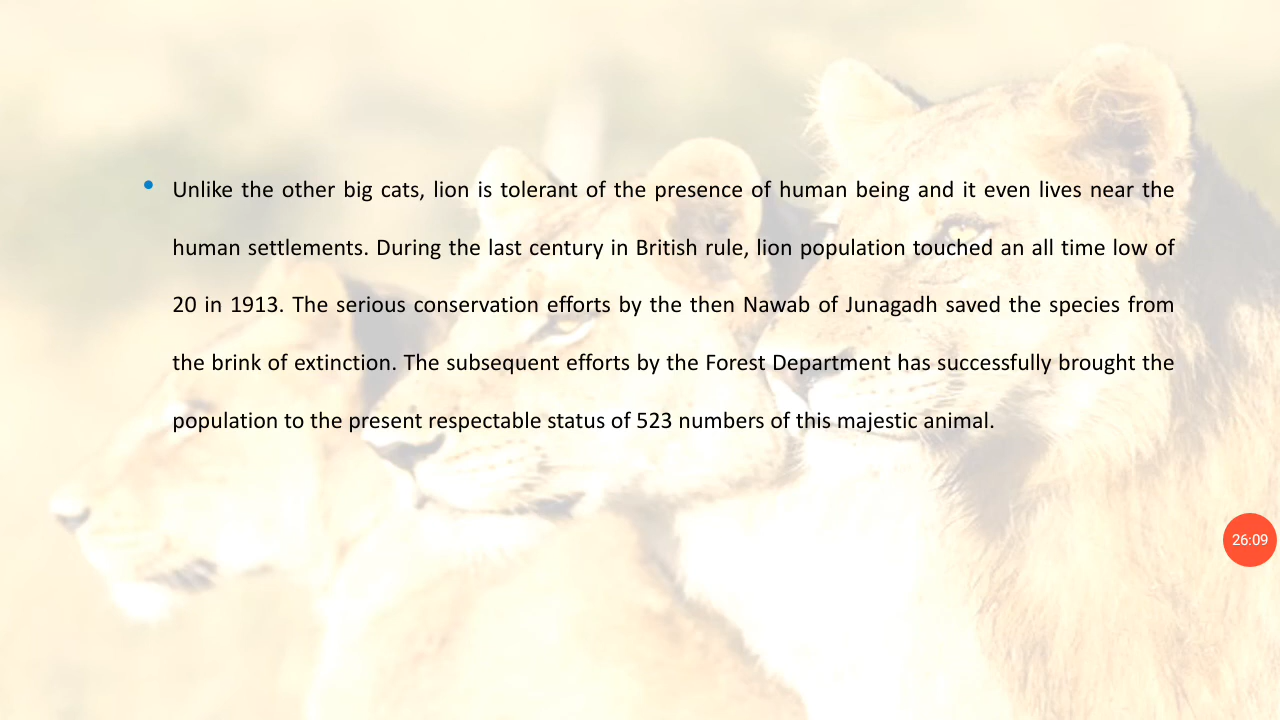 • Unlike the other big cats, lion is tolerant of the presence of human being and it even lives near the
human settlements. During the last century in British rule, lion population touched an all time low of
20 in 1913. The serious conservation efforts by the then Nawab of Junagadh saved the species from
the brink of extinction. The subsequent efforts by the Forest Department has successfully brought the
population to the present respectable status of 523 numbers of this majestic animal.
26:09